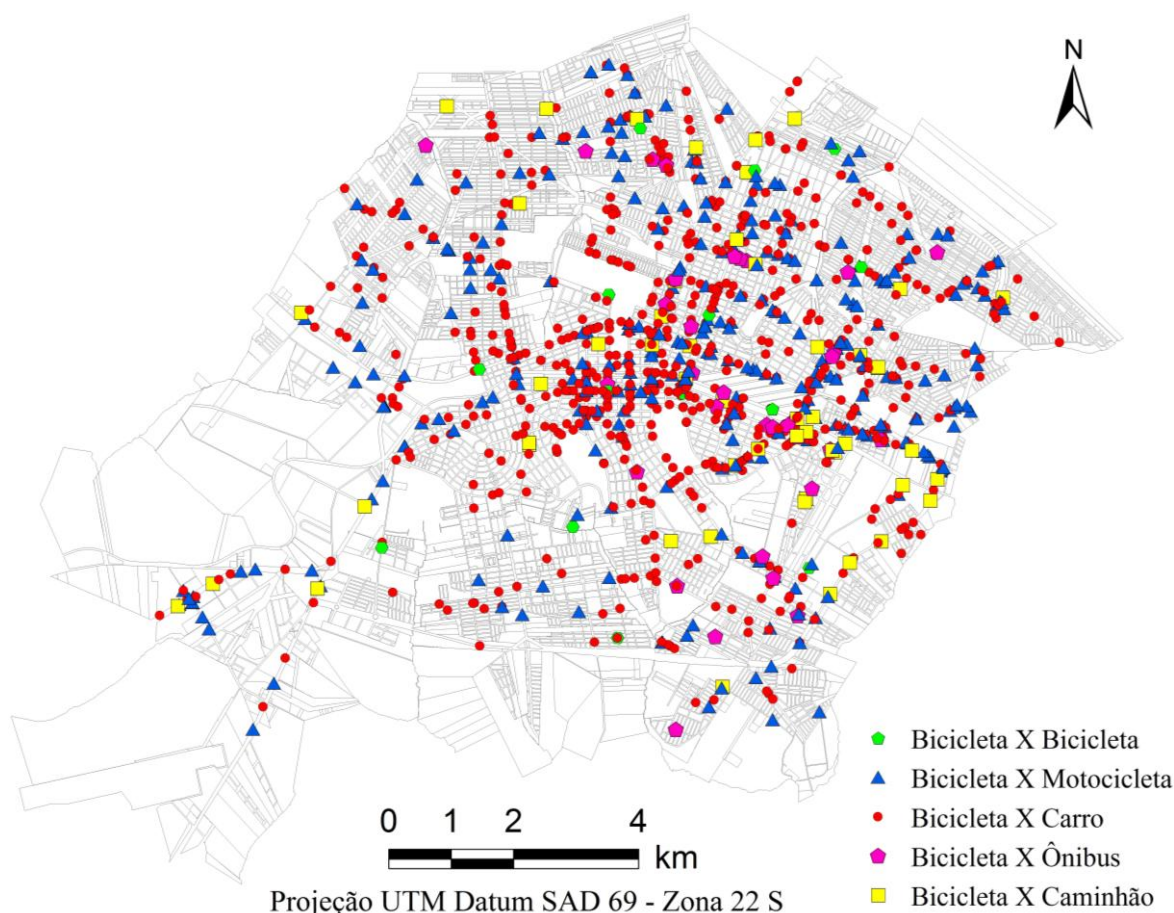 N
Bicicleta X Bicicleta
Bicicleta X Motocicleta
Bicicleta X Carro
Bicicleta X Ônibus
Bicicleta X Caminhão
0 1 2 4
km
Projeção UTM Datum SAD 69 - Zona 22 S